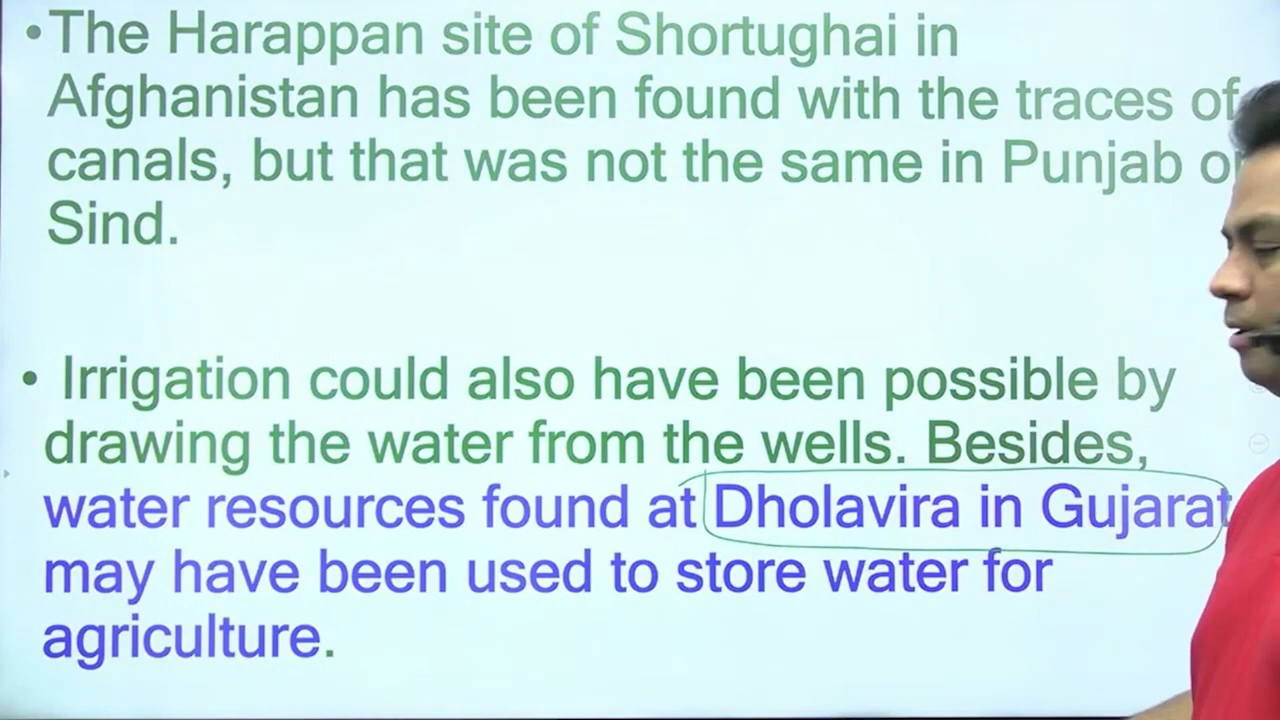 •The Harappan site of Shortughai in
Afghanistan has been found with the traces of
canals, but that was not the same in Punjab or
Sind.
• Irrigation could also have been possible by
drawing the water from the wells. Besides,
water resources found at Dholavira in Gujarat
may have been used to store water for
agriculture.